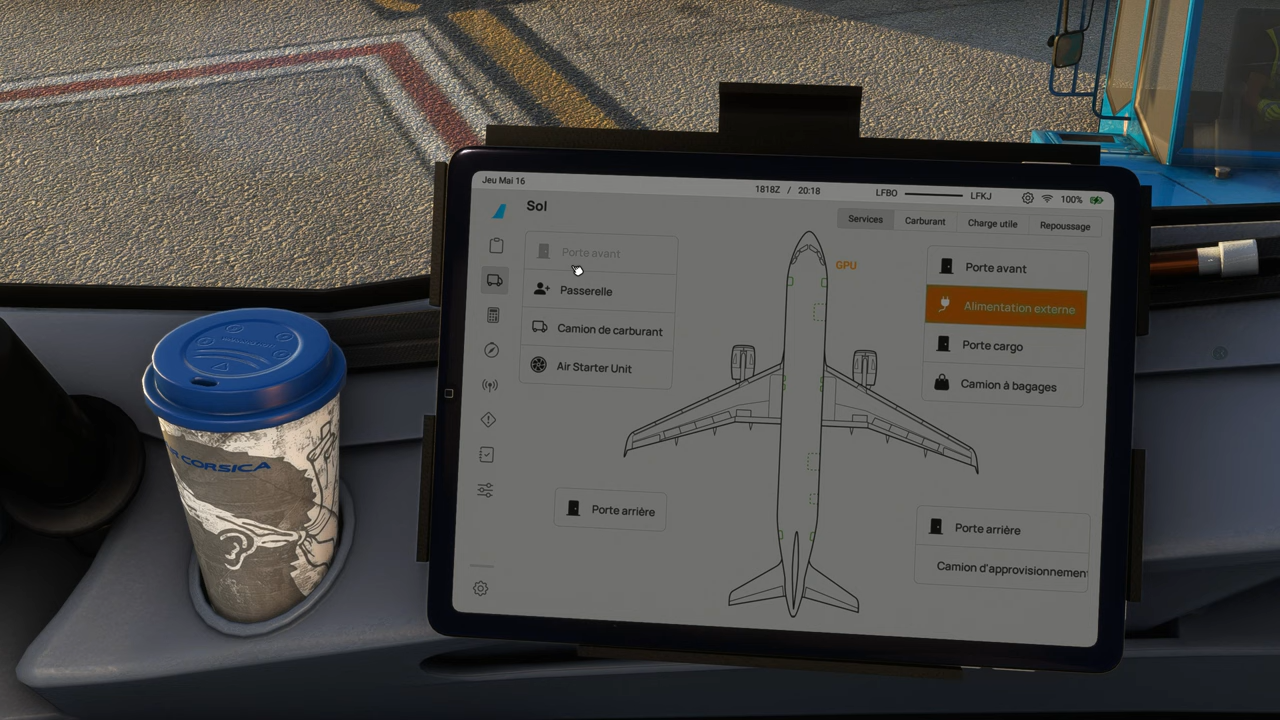 Jeu Mai 16
1818Z / 20:18
LFBO
LFKJ
100%
Sol
Services
Carburant
Charge utile
Repoussage
Porte avant
Passerelle
Camion de carburant
Air Starter Unit
GPU
Porte avant
Alimentation externe
Porte cargo
Camion à bagages
Porte arrière
Porte arrière
Camion d'approvisionnement
CORSICA